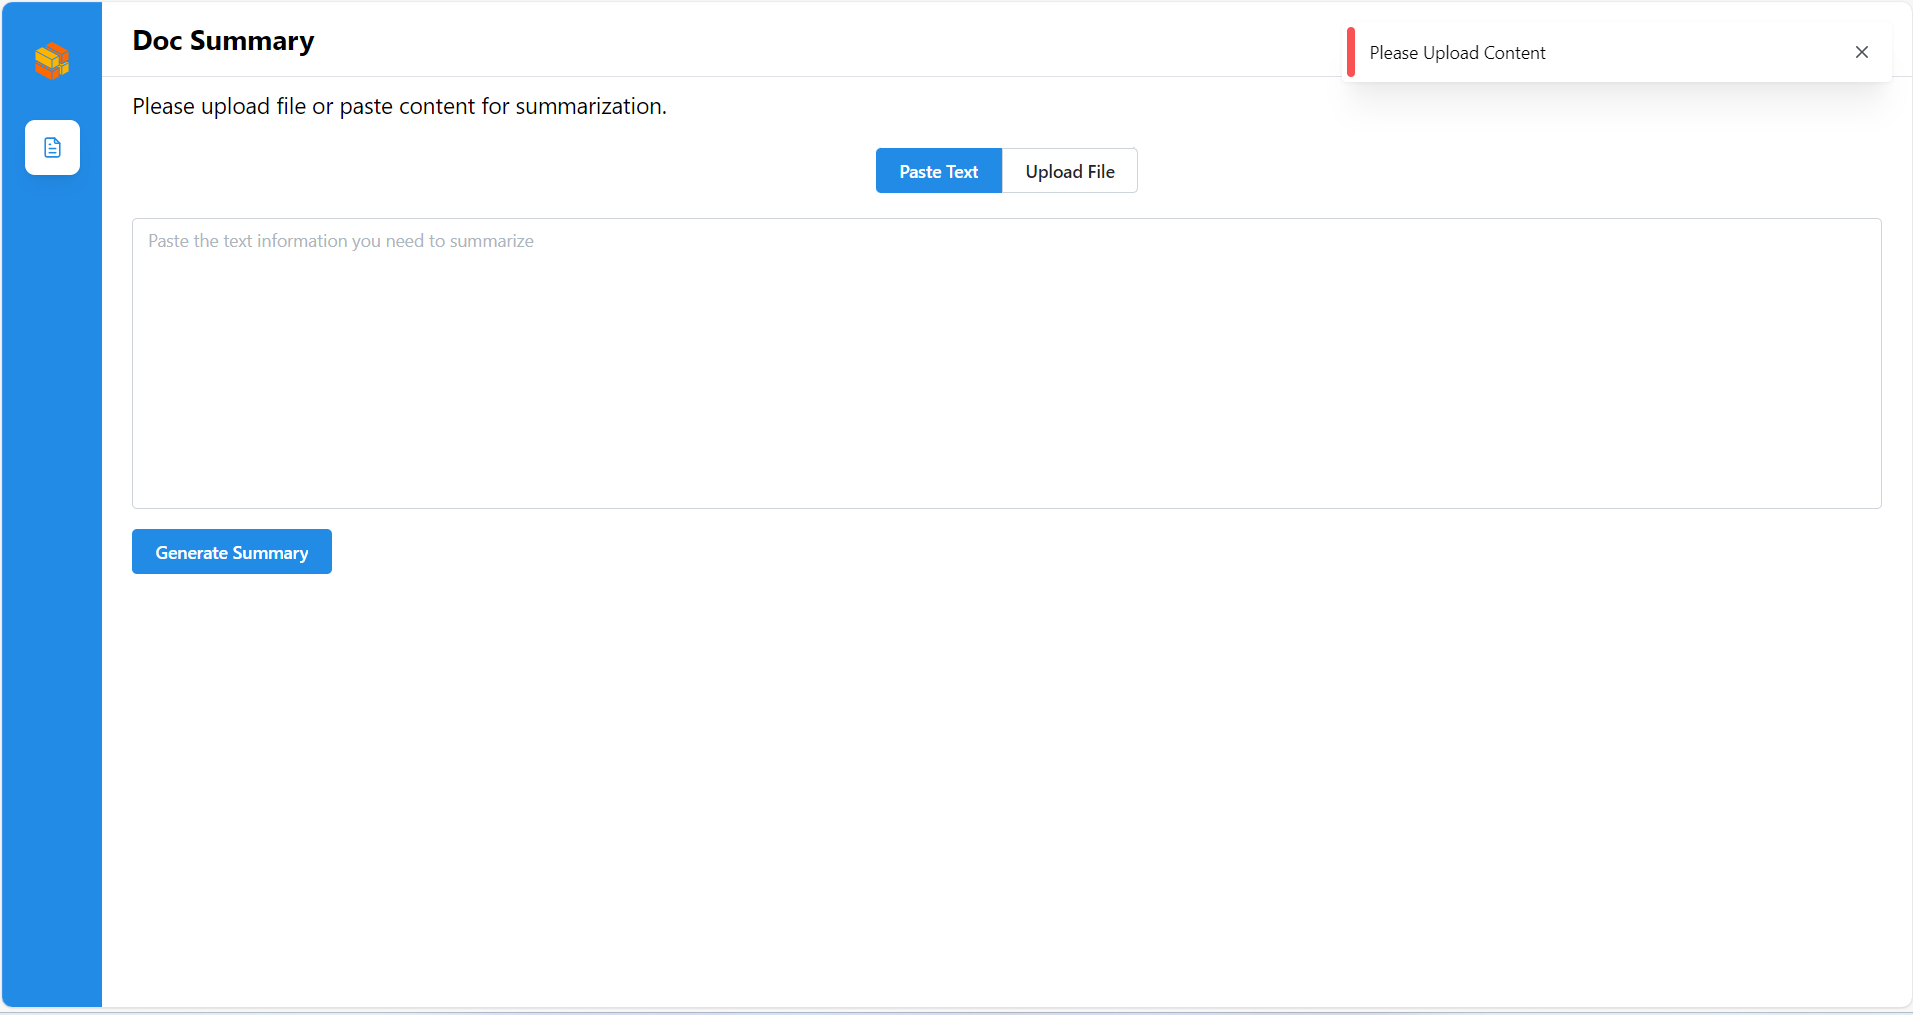 Doc Summary
Please Upload Content
Please upload file or paste content for summarization.
Paste Text
Upload File
Paste the text information you need to summarize
Generate Summary